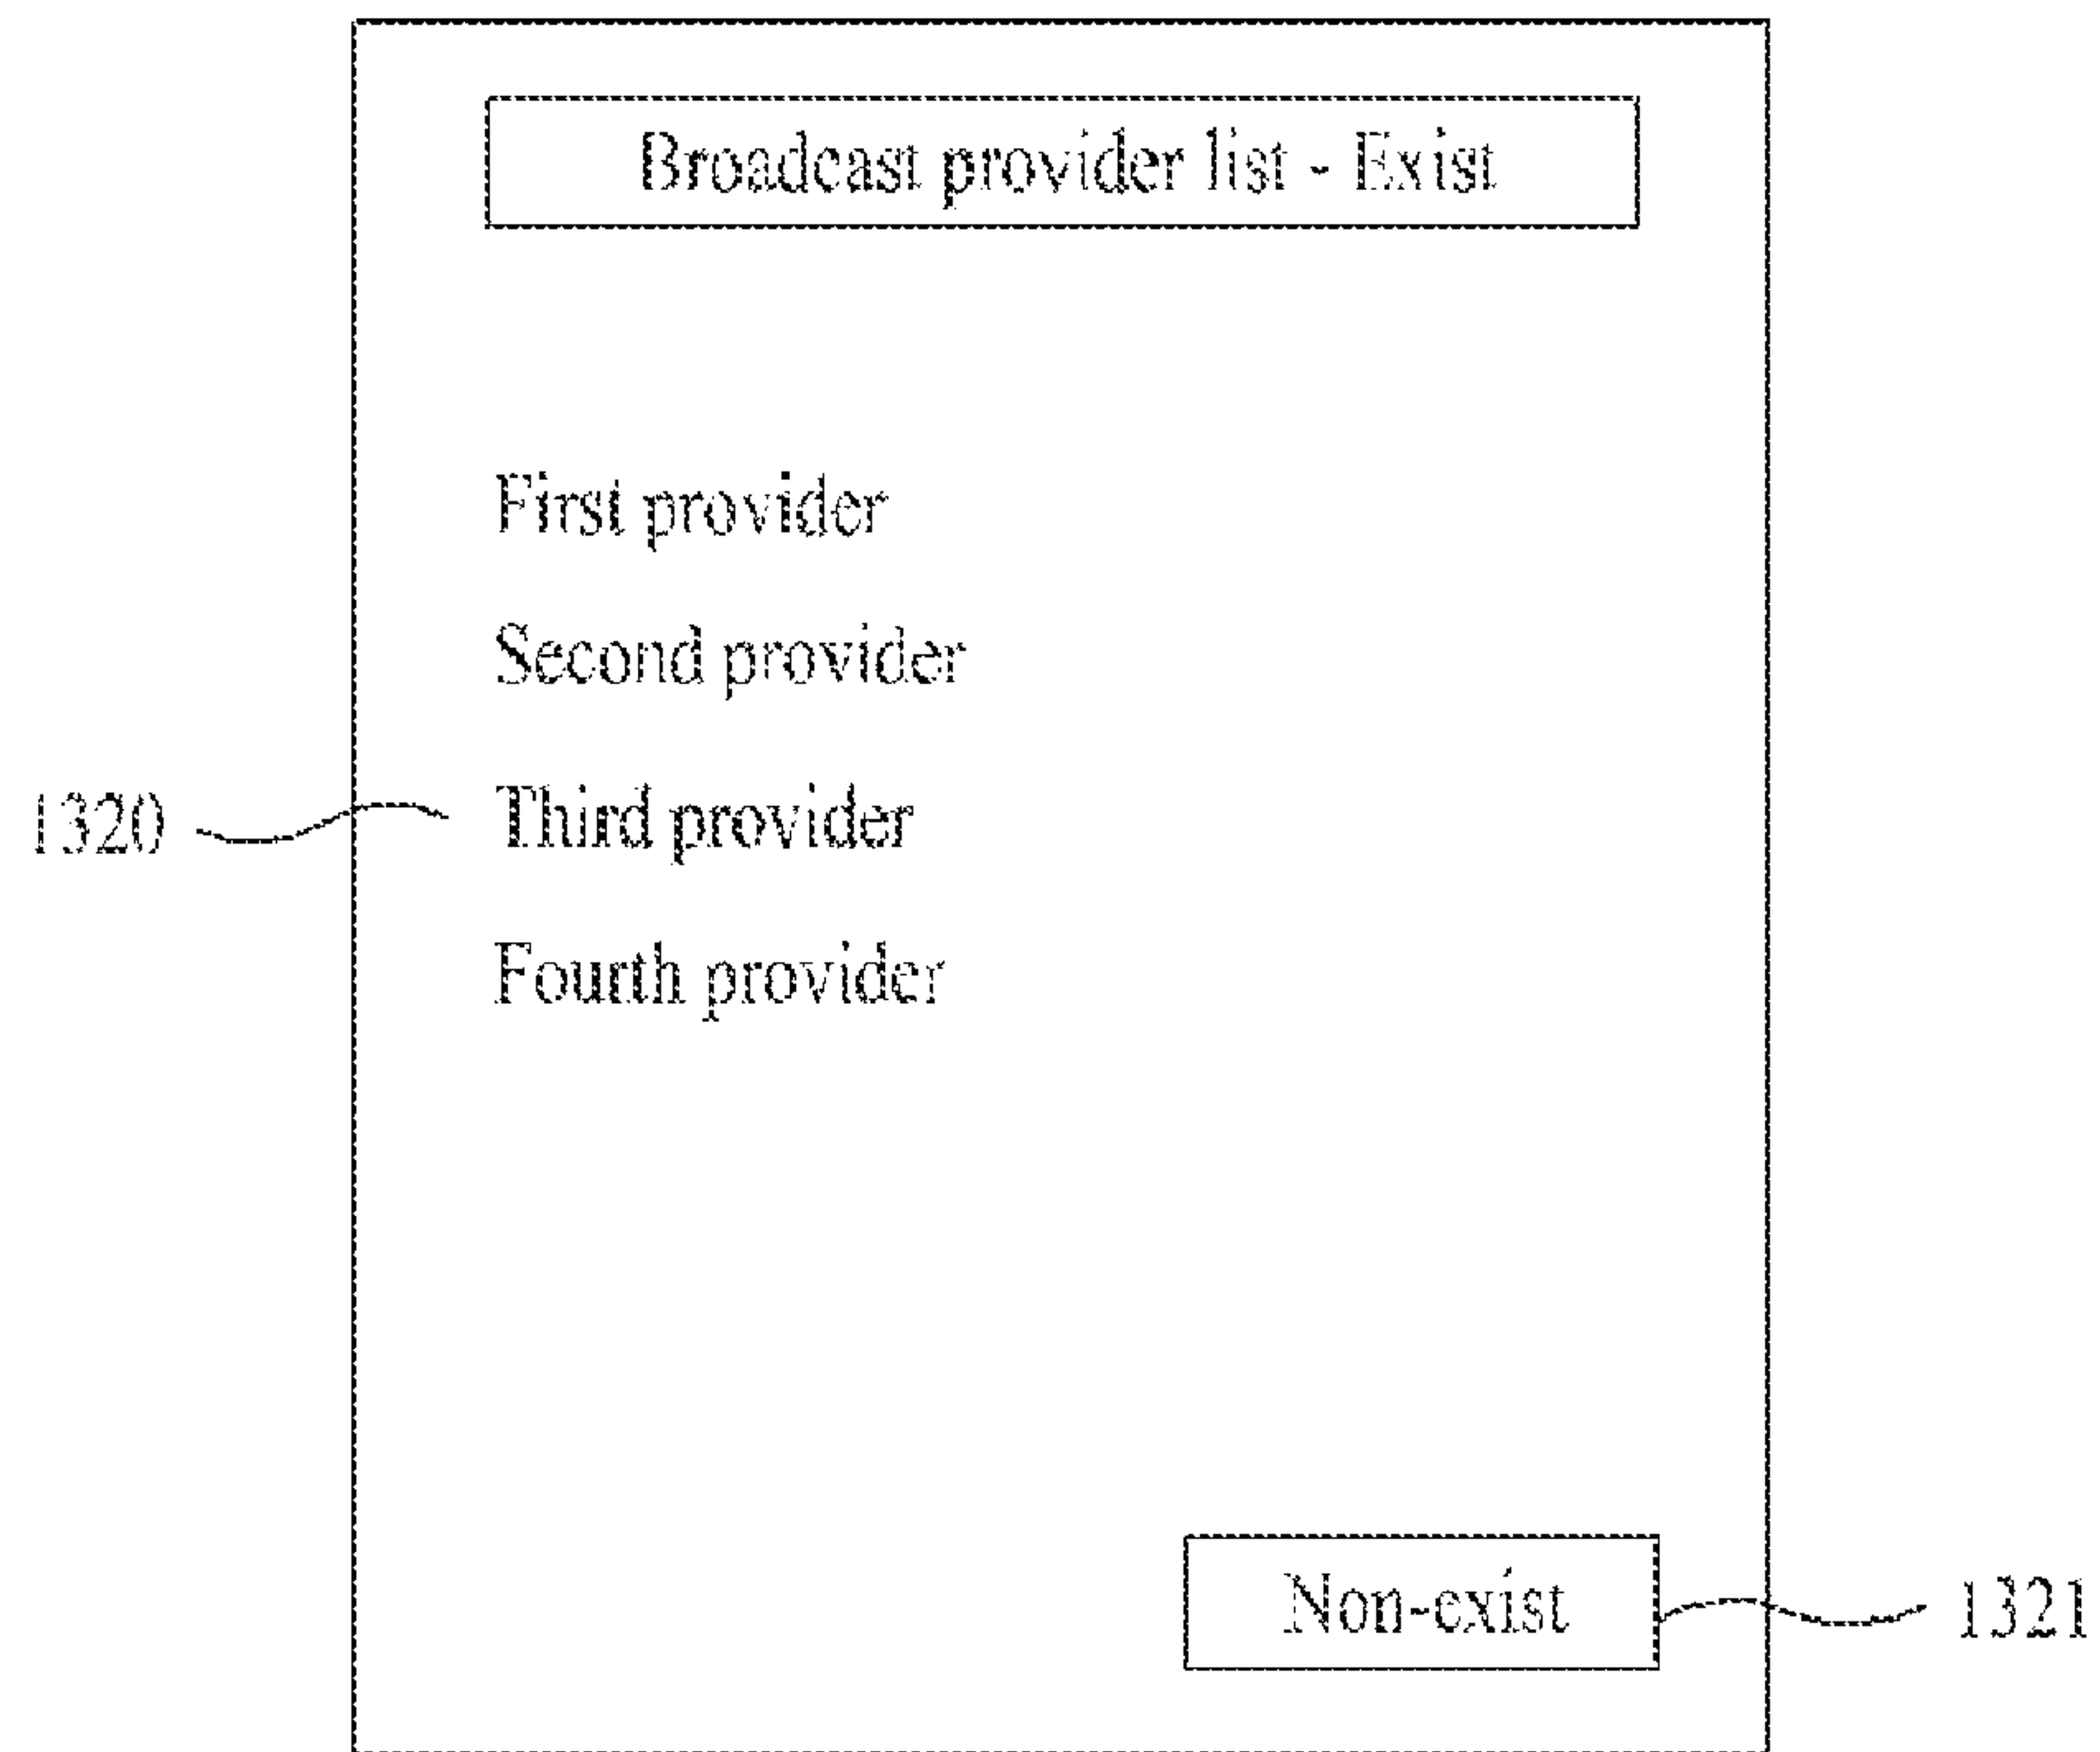 Broadcast provider list - Exist
First provider
Second provider
1320 Third provider
Fourth provider
Non-exist 1321